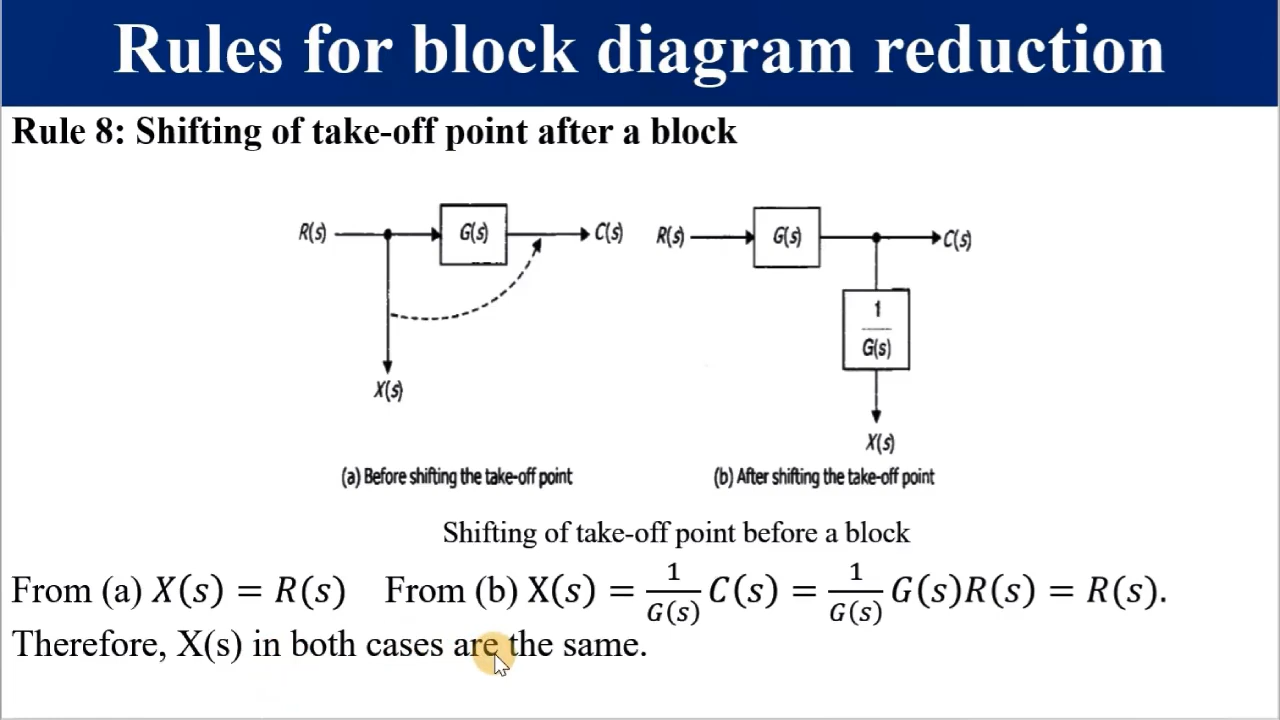 Rules for block diagram reduction
Rule 8: Shifting of take-off point after a block
R(s) G(s) C(s) R(s) G(s) C(s)
1
G(s)
X(s)
X(s)
(a) Before shifting the take-off point (b) After shifting the take-off point
Shifting of take-off point before a block
From (a) X(s) = R(s) From (b) X(s) = 1/G(s) C(s) = 1/G(s) G(s)R(s) = R(s).
Therefore, X(s) in both cases are the same.